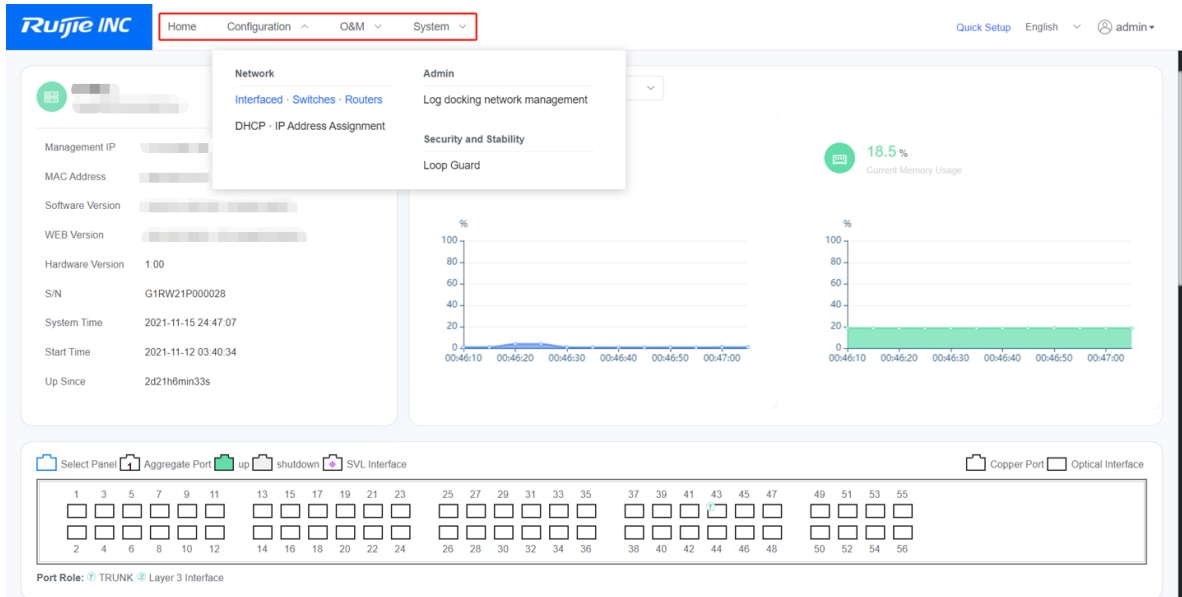 Ruijie INC Home Configuration O&M System Quick Setup English admin
Network Admin
Interfaced · Switches · Routers Log docking network management
DHCP · IP Address Assignment
Security and Stability
Loop Guard
Management IP
MAC Address
Software Version
WEB Version
Hardware Version 1.00
S/N G1RW21P000028
System Time 2021-11-15 24:47:07
Start Time 2021-11-12 03:40:34
Up Since 2d21h6min33s
18.5 %
Current Memory Usage
%
100
80
60
40
20
0
00:46:10 00:46:20 00:46:30 00:46:40 00:46:50 00:47:00
%
100
80
60
40
20
0
00:46:10 00:46:20 00:46:30 00:46:40 00:46:50 00:47:00
Select Panel 1 Aggregate Port up shutdown SVL Interface Copper Port Optical Interface
1 3 5 7 9 11 13 15 17 19 21 23 25 27 29 31 33 35 37 39 41 43 45 47 49 51 53 55
T
2 4 6 8 10 12 14 16 18 20 22 24 26 28 30 32 34 36 38 40 42 44 46 48 50 52 54 56
Port Role: T TRUNK Layer 3 Interface